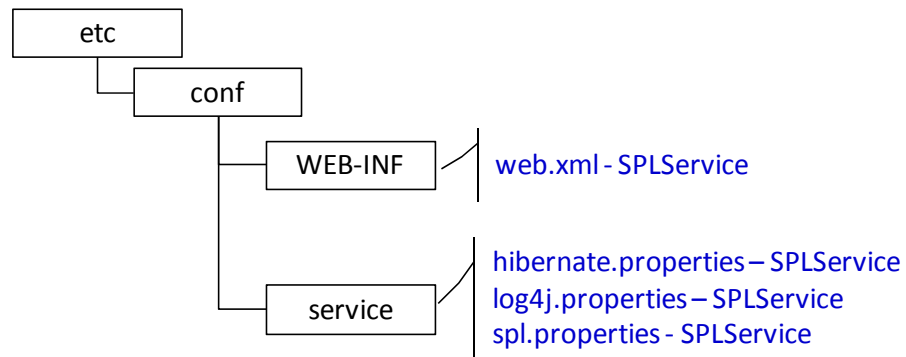 etc
conf
WEB-INF
web.xml - SPLService
hibernate.properties – SPLService
log4j.properties – SPLService
service
spl.properties - SPLService